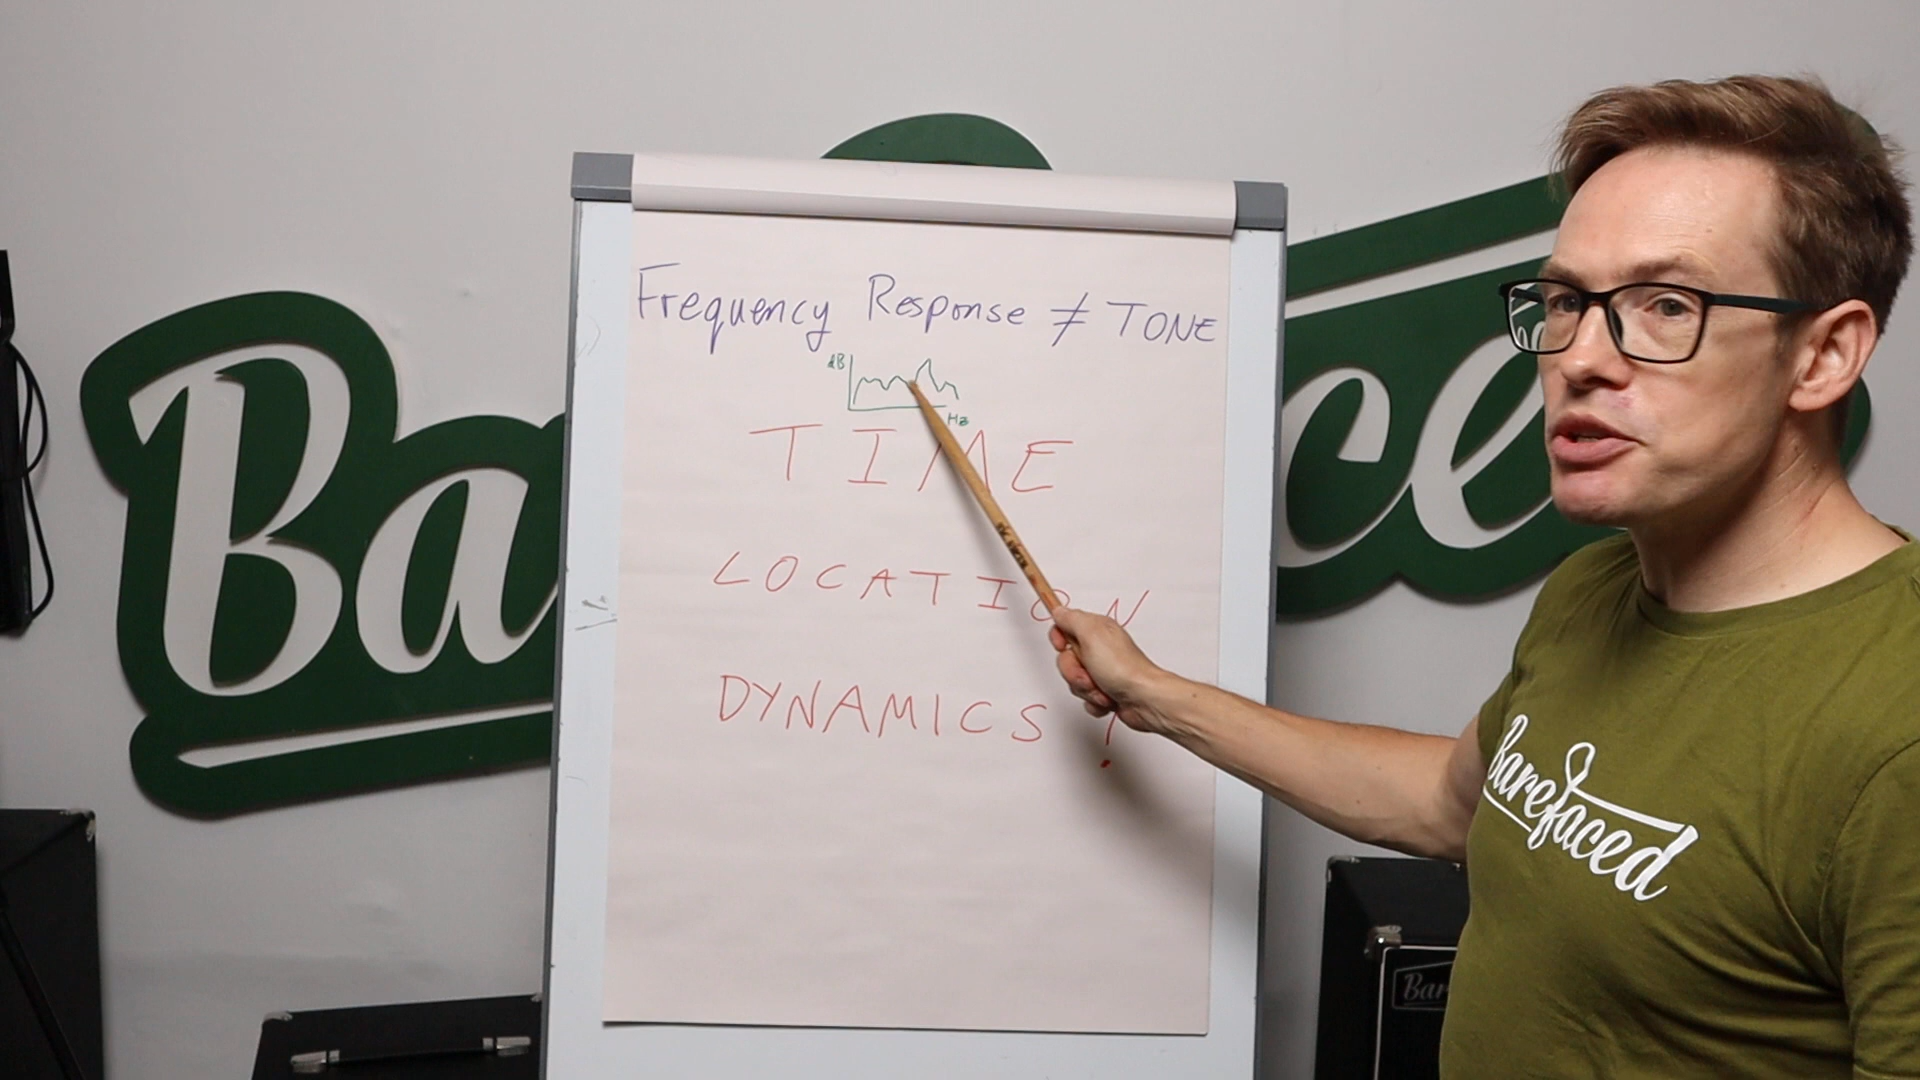 Frequency Response ≠ TONE
dB
Hz
TIME
LOCATION
DYNAMICS !
Barefaced